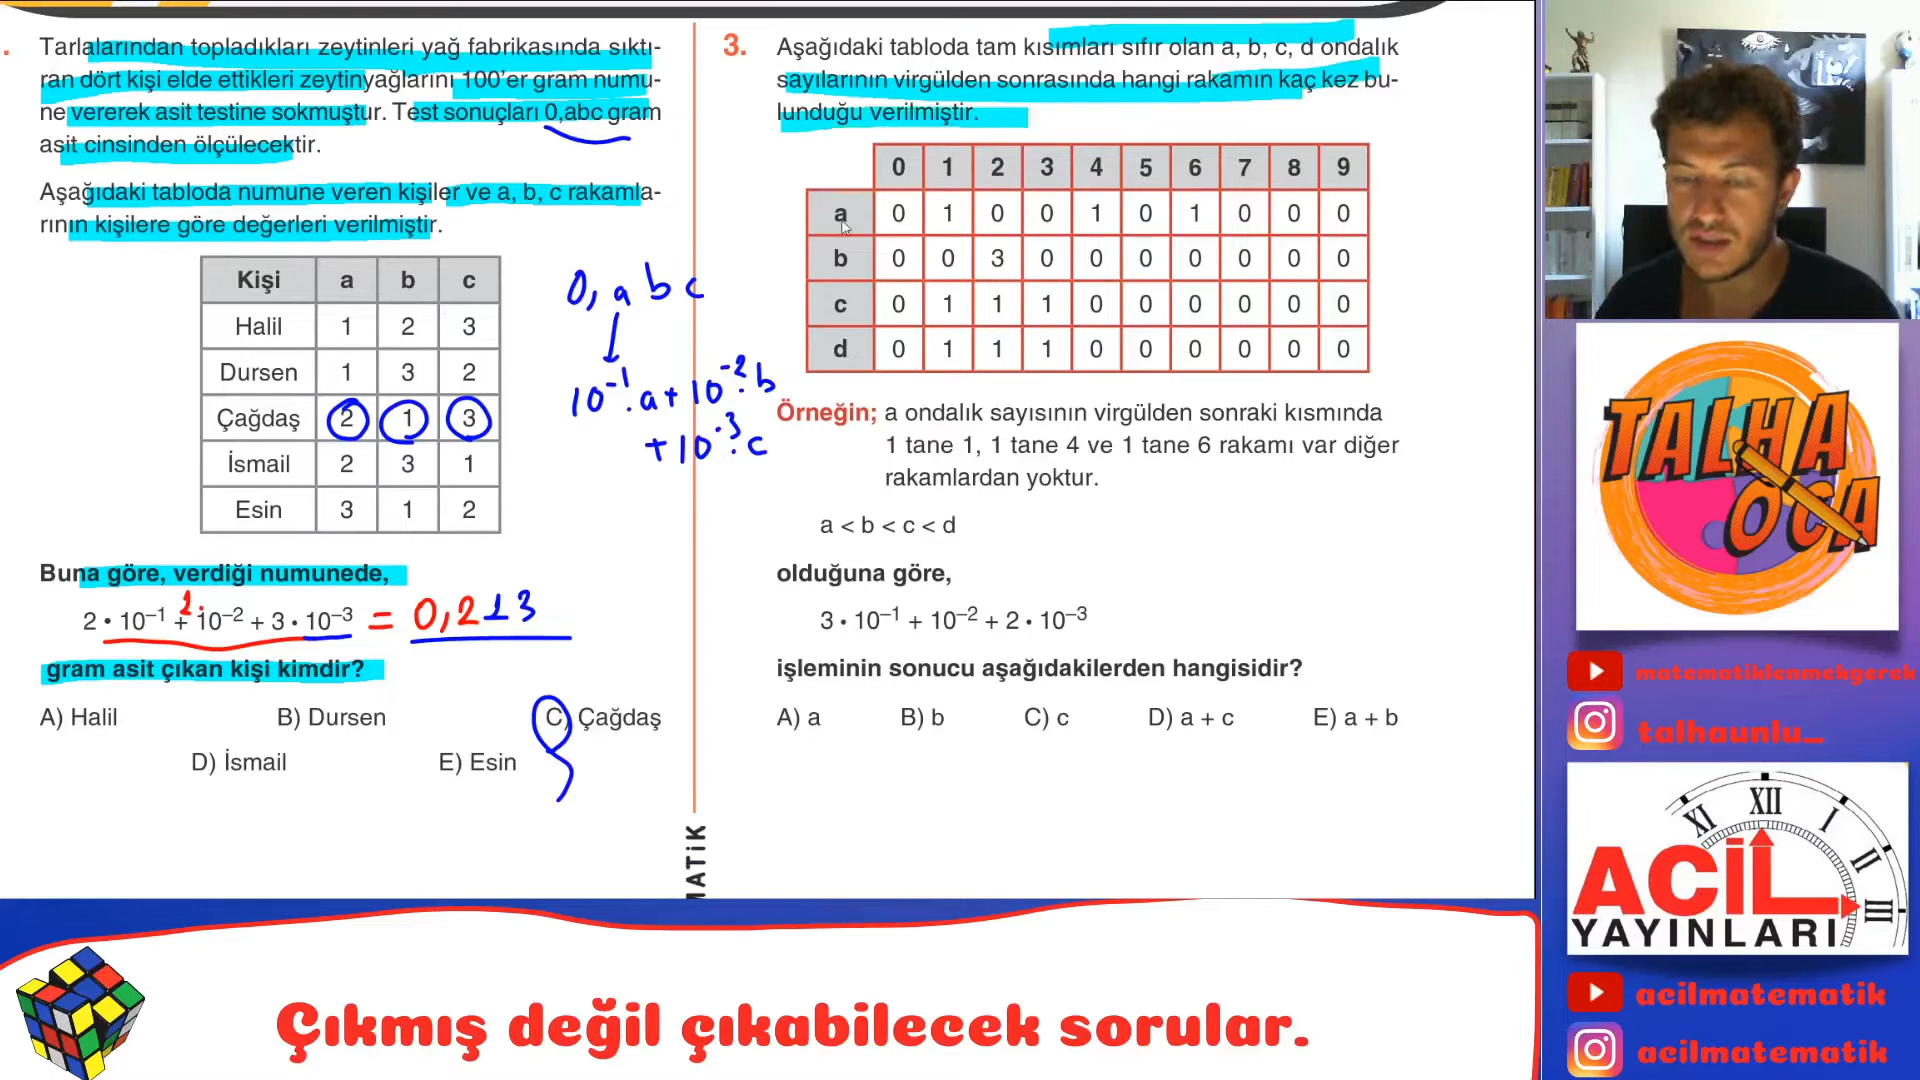 Tarlalarından topladıkları zeytinleri yağ fabrikasında sıktı-
ran dört kişi elde ettikleri zeytinyağlarını 100'er gram numu-
ne vererek asit testine sokmuştur. Test sonuçları 0,abc gram
asit cinsinden ölçülecektir.
Aşağıdaki tabloda numune veren kişiler ve a, b, c rakamla-
rının kişilere göre değerleri verilmiştir.
Kişi a b c
Halil 1 2 3
Dursen 1 3 2
Çağdaş 2 1 3
İsmail 2 3 1
Esin 3 1 2
0, a b c
10⁻¹.a + 10⁻².b
+ 10⁻³.c
Buna göre, verdiği numunede,
2 • 10⁻¹ + 1. 10⁻² + 3 • 10⁻³ = 0,213
gram asit çıkan kişi kimdir?
A) Halil B) Dursen C) Çağdaş
D) İsmail E) Esin
3. Aşağıdaki tabloda tam kısımları sıfır olan a, b, c, d ondalık
sayılarının virgülden sonrasında hangi rakamın kaç kez bu-
lunduğu verilmiştir.
0 1 2 3 4 5 6 7 8 9
a 0 1 0 0 1 0 1 0 0 0
b 0 0 3 0 0 0 0 0 0 0
c 0 1 1 1 0 0 0 0 0 0
d 0 1 1 1 0 0 0 0 0 0
Örneğin; a ondalık sayısının virgülden sonraki kısmında
1 tane 1, 1 tane 4 ve 1 tane 6 rakamı var diğer
rakamlardan yoktur.
a < b < c < d
olduğuna göre,
3 • 10⁻¹ + 10⁻² + 2 • 10⁻³
işleminin sonucu aşağıdakilerden hangisidir?
A) a B) b C) c D) a + c E) a + b
MATİK
TALHA
OCA
matematiklenmekgerek
talhaunlu_
XI XII I II III
ACİL
YAYINLARI
acilmatematik
acilmatematik
Çıkmış değil çıkabilecek sorular.